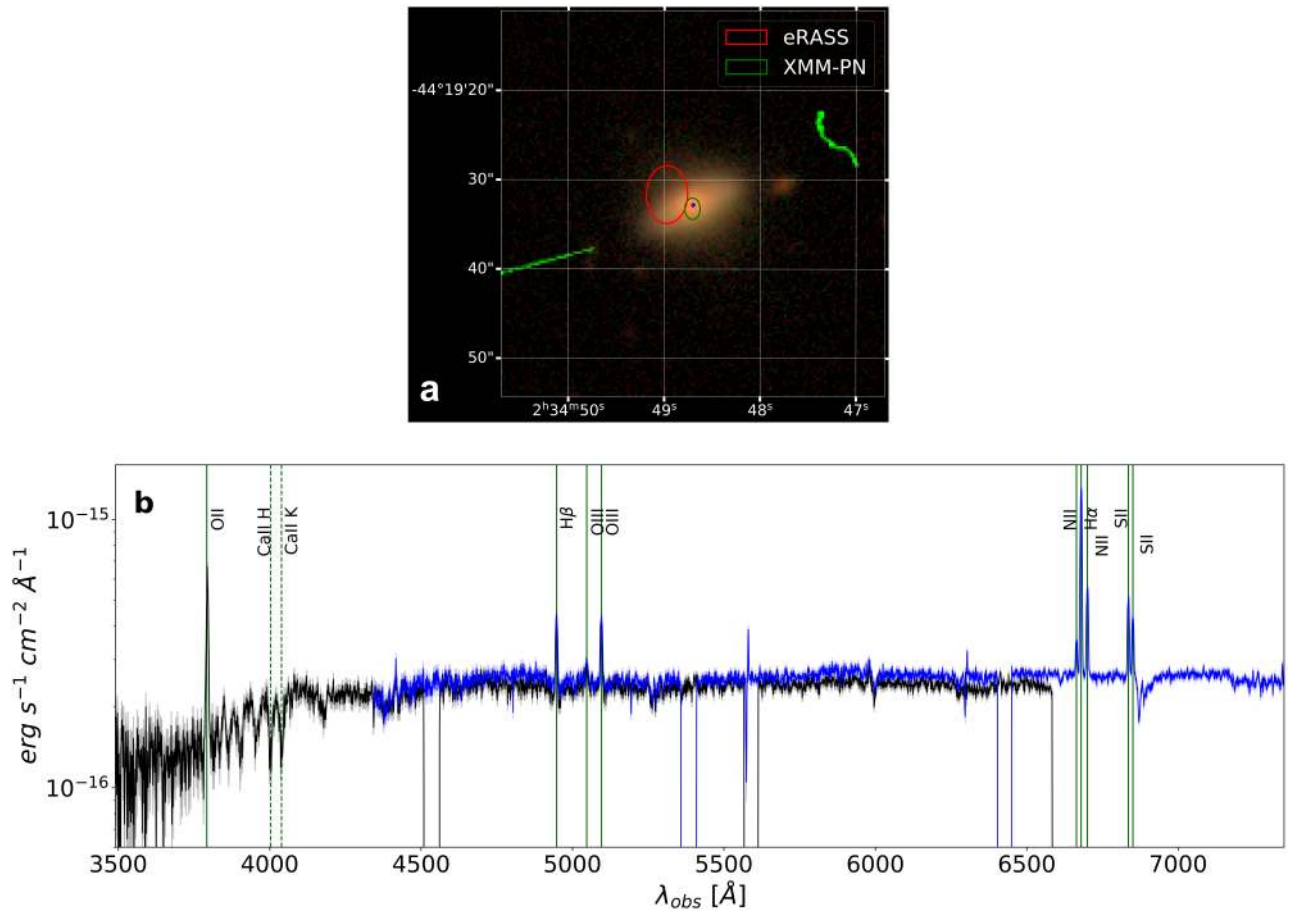 eRASS
XMM-PN
-44°19'20"
30"
40"
50"
a
2ʰ34ᵐ50ˢ 49ˢ 48ˢ 47ˢ
b
10⁻¹⁵
10⁻¹⁶
erg s⁻¹ cm⁻² Å⁻¹
OII
CaII H
CaII K
Hβ
OIII
OIII
NII
Hα
NII
SII
SII
3500 4000 4500 5000 5500 6000 6500 7000
λobs [Å]